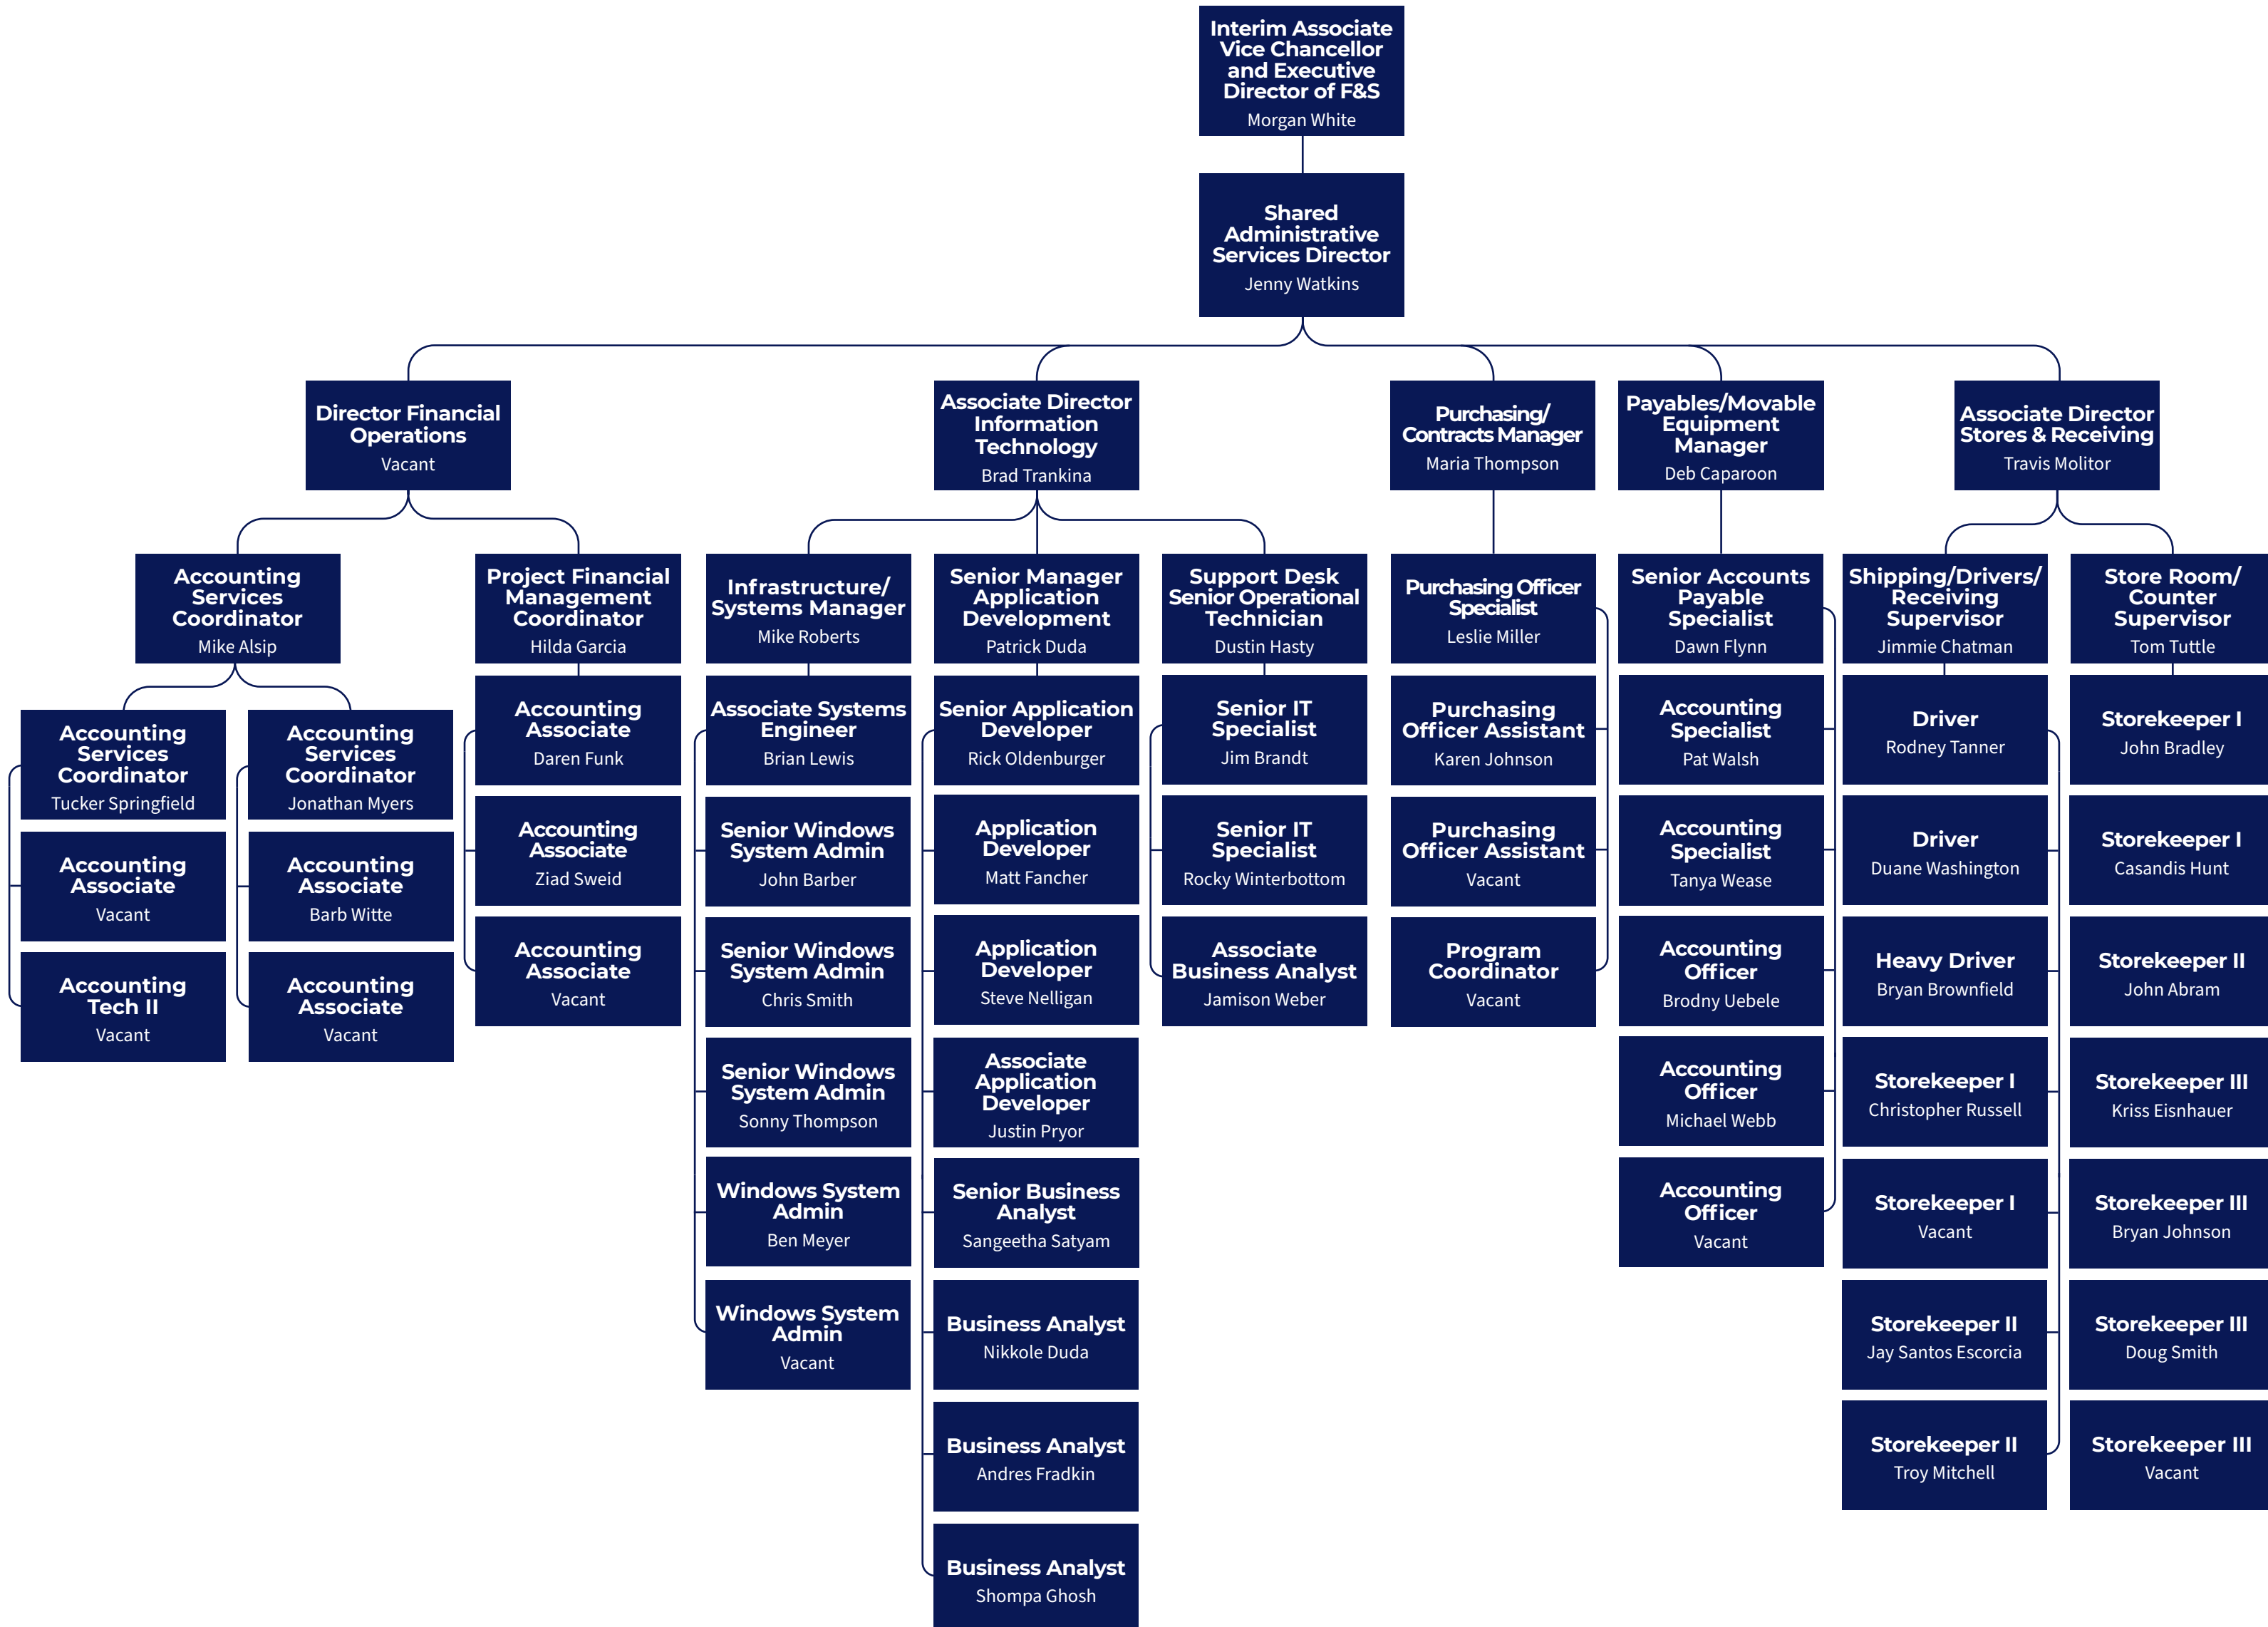 Interim Associate
Vice Chancellor
and Executive
Director of F&S
Morgan White
Shared
Administrative
Services Director
Jenny Watkins
Director Financial
Operations
Vacant
Associate Director
Information
Technology
Brad Trankina
Purchasing/
Contracts Manager
Maria Thompson
Payables/Movable
Equipment
Manager
Deb Caparoon
Associate Director
Stores & Receiving
Travis Molitor
Accounting
Services
Coordinator
Mike Alsip
Project Financial
Management
Coordinator
Hilda Garcia
Infrastructure/
Systems Manager
Mike Roberts
Senior Manager
Application
Development
Patrick Duda
Support Desk
Senior Operational
Technician
Dustin Hasty
Purchasing Officer
Specialist
Leslie Miller
Senior Accounts
Payable
Specialist
Dawn Flynn
Shipping/Drivers/
Receiving
Supervisor
Jimmie Chatman
Store Room/
Counter
Supervisor
Tom Tuttle
Accounting
Services
Coordinator
Tucker Springfield
Accounting
Associate
Vacant
Accounting
Tech II
Vacant
Accounting
Services
Coordinator
Jonathan Myers
Accounting
Associate
Barb Witte
Accounting
Associate
Vacant
Accounting
Associate
Daren Funk
Accounting
Associate
Ziad Sweid
Accounting
Associate
Vacant
Associate Systems
Engineer
Brian Lewis
Senior Windows
System Admin
John Barber
Senior Windows
System Admin
Chris Smith
Senior Windows
System Admin
Sonny Thompson
Windows System
Admin
Ben Meyer
Windows System
Admin
Vacant
Senior Application
Developer
Rick Oldenburger
Application
Developer
Matt Fancher
Application
Developer
Steve Nelligan
Associate
Application
Developer
Justin Pryor
Senior Business
Analyst
Sangeetha Satyam
Business Analyst
Nikkole Duda
Business Analyst
Andres Fradkin
Business Analyst
Shompa Ghosh
Senior IT
Specialist
Jim Brandt
Senior IT
Specialist
Rocky Winterbottom
Associate
Business Analyst
Jamison Weber
Purchasing
Officer Assistant
Karen Johnson
Purchasing
Officer Assistant
Vacant
Program
Coordinator
Vacant
Accounting
Specialist
Pat Walsh
Accounting
Specialist
Tanya Wease
Accounting
Officer
Brodny Uebele
Accounting
Officer
Michael Webb
Accounting
Officer
Vacant
Driver
Rodney Tanner
Driver
Duane Washington
Heavy Driver
Bryan Brownfield
Storekeeper I
Christopher Russell
Storekeeper I
Vacant
Storekeeper II
Jay Santos Escorcia
Storekeeper II
Troy Mitchell
Storekeeper I
John Bradley
Storekeeper I
Casandis Hunt
Storekeeper II
John Abram
Storekeeper III
Kriss Eisnhauer
Storekeeper III
Bryan Johnson
Storekeeper III
Doug Smith
Storekeeper III
Vacant